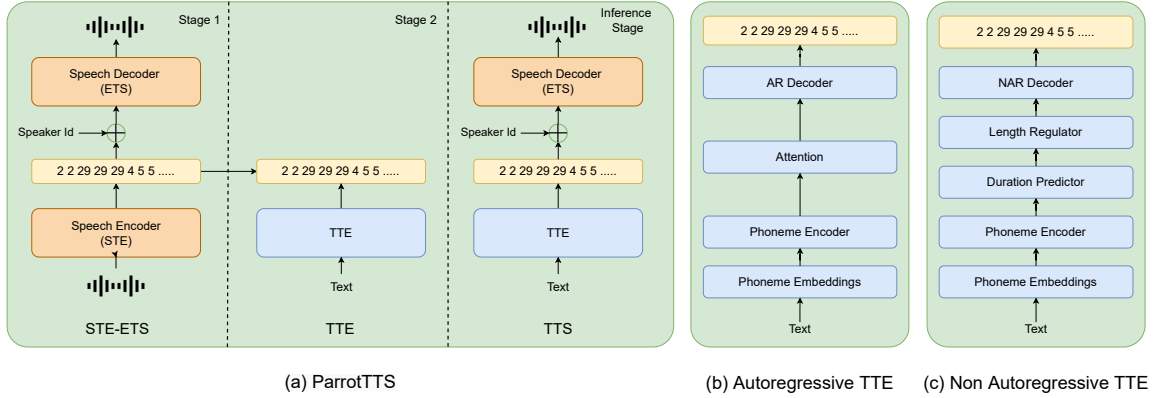 Stage 1
Speech Decoder
(ETS)
Speaker Id
2 2 29 29 29 4 5 5 .....
Speech Encoder
(STE)
STE-ETS
Stage 2
2 2 29 29 29 4 5 5 .....
TTE
Text
TTE
Inference
Stage
Speech Decoder
(ETS)
Speaker Id
2 2 29 29 29 4 5 5 .....
TTE
Text
TTS
(a) ParrotTTS
2 2 29 29 29 4 5 5 .....
AR Decoder
Attention
Phoneme Encoder
Phoneme Embeddings
Text
(b) Autoregressive TTE
2 2 29 29 29 4 5 5 .....
NAR Decoder
Length Regulator
Duration Predictor
Phoneme Encoder
Phoneme Embeddings
Text
(c) Non Autoregressive TTE